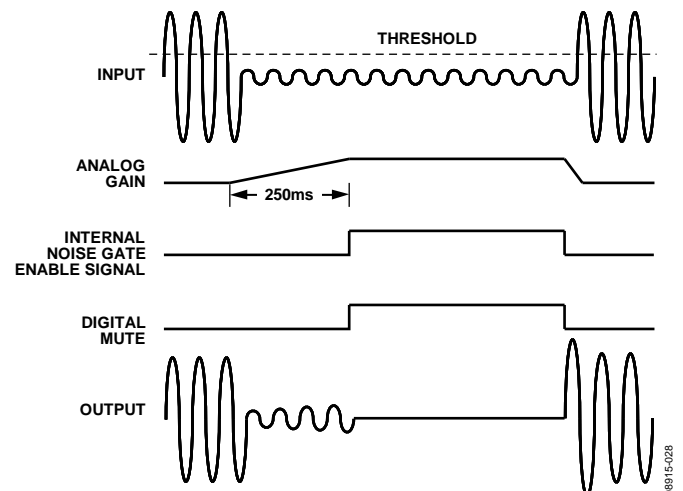 THRESHOLD
INPUT
ANALOG
GAIN
250ms
INTERNAL
NOISE GATE
ENABLE SIGNAL
DIGITAL
MUTE
OUTPUT
08915-028